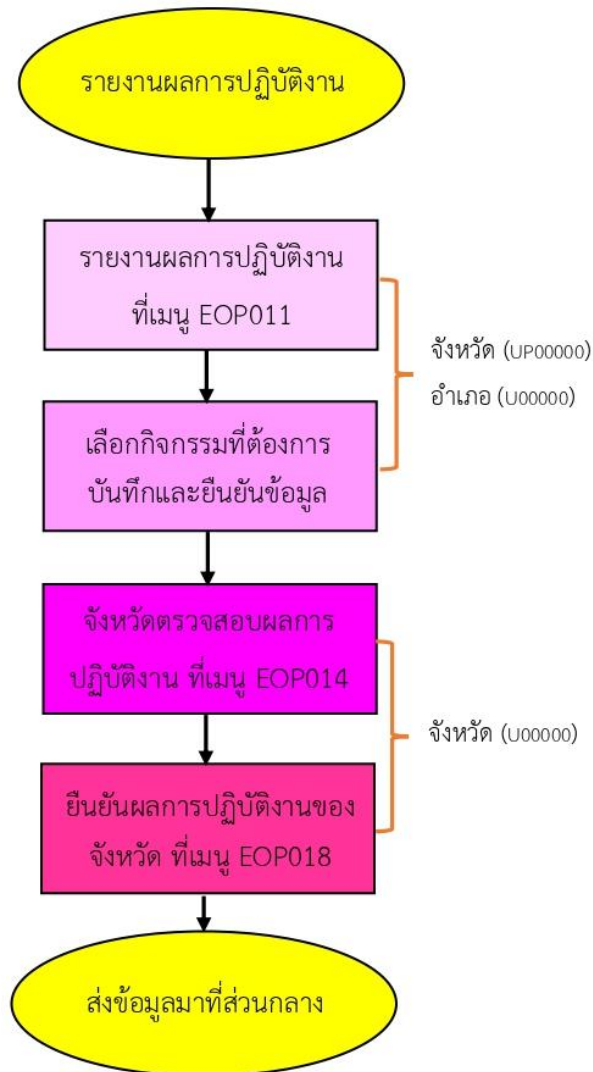 รายงานผลการปฏิบัติงาน
รายงานผลการปฏิบัติงาน
ที่เมนู EOP011
จังหวัด (UP00000)
อำเภอ (U00000)
เลือกกิจกรรมที่ต้องการ
บันทึกและยืนยันข้อมูล
จังหวัดตรวจสอบผลการ
ปฏิบัติงาน ที่เมนู EOP014
จังหวัด (U00000)
ยืนยันผลการปฏิบัติงานของ
จังหวัด ที่เมนู EOP018
ส่งข้อมูลมาที่ส่วนกลาง